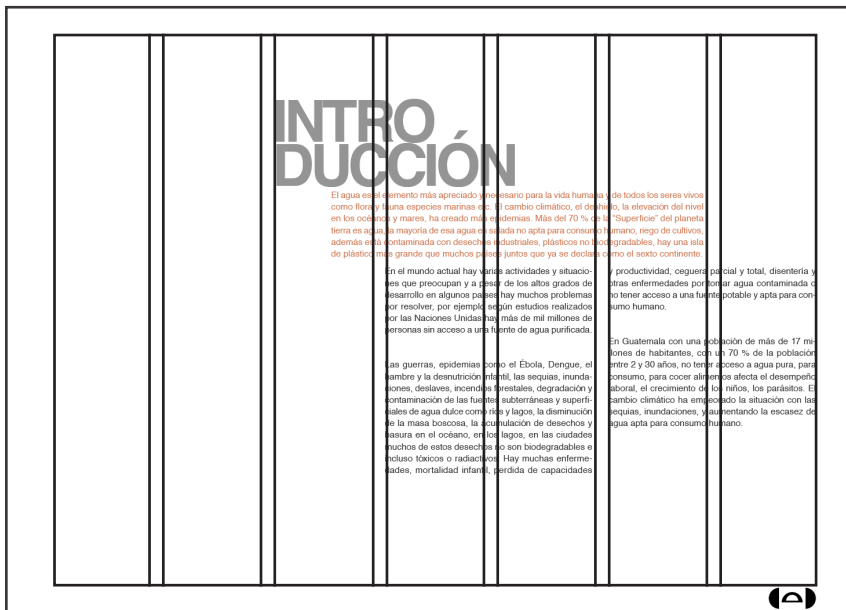 INTRO
DUCCIÓN
El agua es el elemento más apreciado y necesario para la vida humana y de todos los seres vivos
como flora y fauna especies marinas etc. El cambio climático, el deshielo, la elevación del nivel
en los océanos y mares, ha creado más epidemias. Más del 70 % de la "Superficie" del planeta
tierra es agua, la mayoría de esa agua es salada no apta para consumo humano, riego de cultivos,
además está contaminada con desechos industriales, plásticos no biodegradables, hay una isla
de plástico más grande que muchos países juntos que ya se declara como el sexto continente.
En el mundo actual hay varias actividades y situacio-
nes que preocupan y a pesar de los altos grados de
desarrollo en algunos países hay muchos problemas
por resolver, por ejemplo según estudios realizados
por las Naciones Unidas hay más de mil millones de
personas sin acceso a una fuente de agua purificada.
Las guerras, epidemias como el Ébola, Dengue, el
hambre y la desnutrición infantil, las sequias, inunda-
ciones, deslaves, incendios forestales, degradación y
contaminación de las fuentes subterráneas y superfi-
ciales de agua dulce como ríos y lagos, la disminución
de la masa boscosa, la acumulación de desechos y
basura en el océano, en los lagos, en las ciudades
muchos de estos desechos no son biodegradables e
incluso tóxicos o radiactivos. Hay muchas enferme-
dades, mortalidad infantil, perdida de capacidades
y productividad, ceguera parcial y total, disentería y
otras enfermedades por tomar agua contaminada o
no tener acceso a una fuente potable y apta para con-
sumo humano.
En Guatemala con una población de más de 17 mi-
llones de habitantes, con un 70 % de la población
entre 2 y 30 años, no tener acceso a agua pura, para
consumo, para cocer alimentos afecta el desempeño
laboral, el crecimiento de los niños, los parásitos. El
cambio climático ha empeorado la situación con las
sequias, inundaciones, y aumentando la escasez de
agua apta para consumo humano.